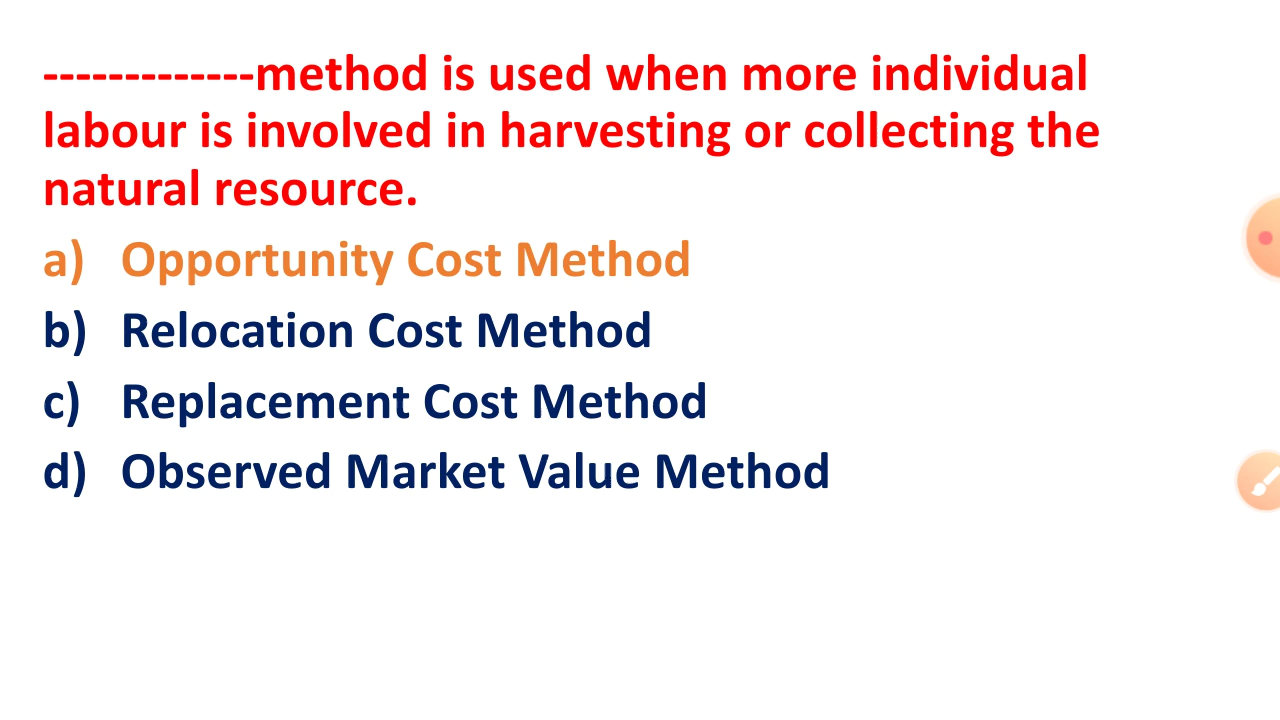 -------------method is used when more individual
labour is involved in harvesting or collecting the
natural resource.
a) Opportunity Cost Method
b) Relocation Cost Method
c) Replacement Cost Method
d) Observed Market Value Method